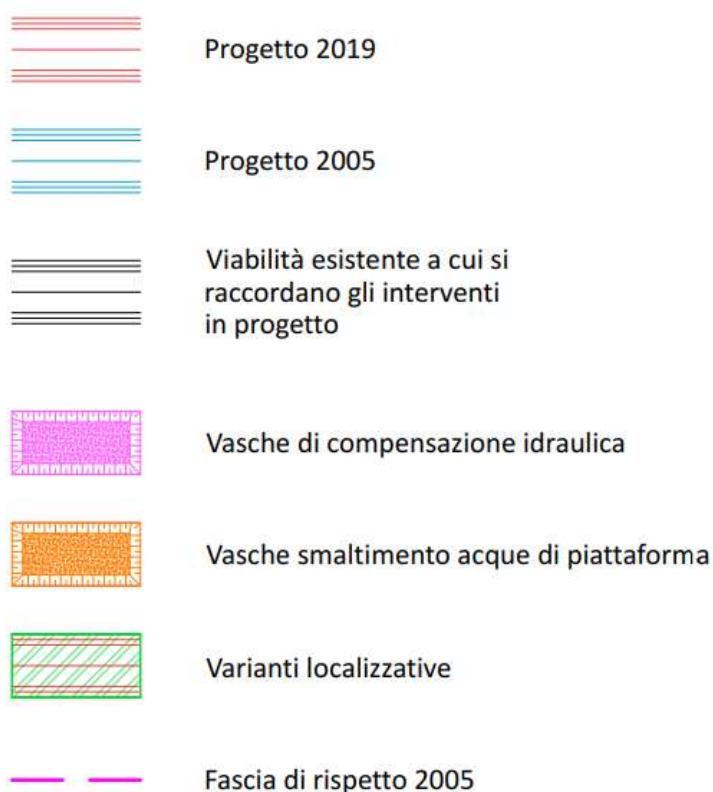 Progetto 2019
Progetto 2005
Viabilità esistente a cui si
raccordano gli interventi
in progetto
Vasche di compensazione idraulica
Vasche smaltimento acque di piattaforma
Varianti localizzative
Fascia di rispetto 2005